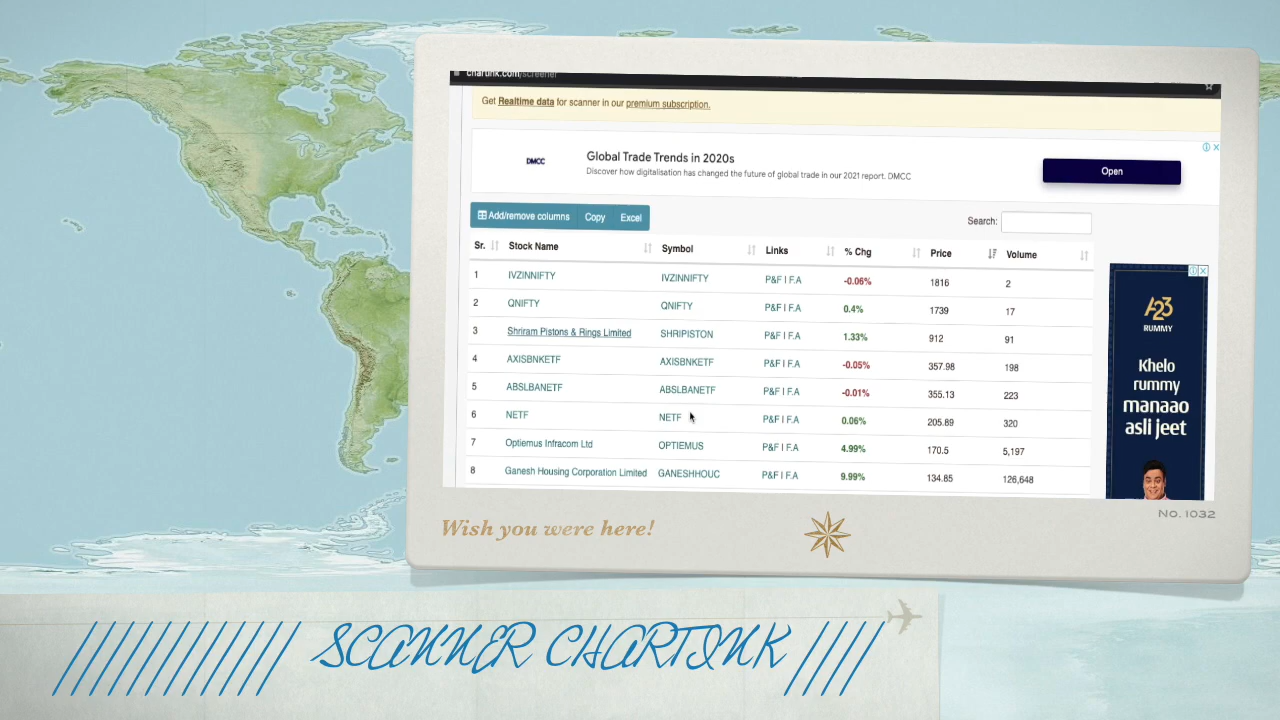 chartink.com/screener
Get Realtime data for scanner in our premium subscription.
DMCC
Global Trade Trends in 2020s
Discover how digitalisation has changed the future of global trade in our 2021 report. DMCC
Open
Add/remove columns Copy Excel
Search:
Sr. Stock Name Symbol Links % Chg Price Volume
1 IVZINNIFTY IVZINNIFTY P&F | F.A -0.06% 1816 2
2 QNIFTY QNIFTY P&F | F.A 0.4% 1739 17
3 Shriram Pistons & Rings Limited SHRIPISTON P&F | F.A 1.33% 912 91
4 AXISBNKETF AXISBNKETF P&F | F.A -0.05% 357.98 198
5 ABSLBANETF ABSLBANETF P&F | F.A -0.01% 355.13 223
6 NETF NETF P&F | F.A 0.06% 205.89 320
7 Optiemus Infracom Ltd OPTIEMUS P&F | F.A 4.99% 170.5 5,197
8 Ganesh Housing Corporation Limited GANESHHOUC P&F | F.A 9.99% 134.85 126,648
A23
RUMMY
Khelo
rummy
manaao
asli jeet
Wish you were here!
No. 1032
SCANNER CHARTINK